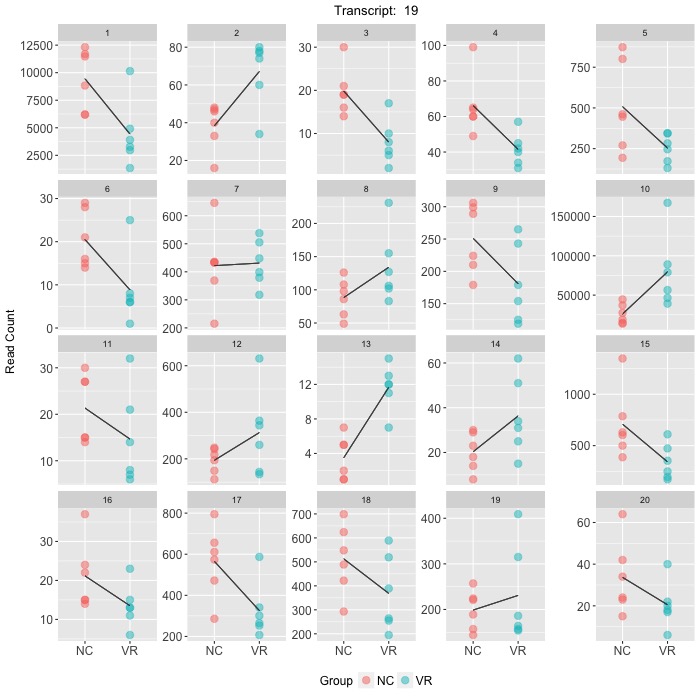 Transcript: 19
1 2 3 4 5
12500 80 30 100
10000 60 80 750
7500 20 500
5000 40 60
2500 20 10 40 250
6 7 8 9 10
30 600 200 300 150000
20 500 150 250 100000
400
10 300 100 200 50000
0 200 50 150
Read Count
11 12 13 14 15
30 600 12 60 1000
20 400 8 40
10 200 4 20 500
16 17 18 19 20
800 700 400 60
30 600 600 300 40
20 500
400 400 200 20
10 300
200 200
NC VR NC VR NC VR NC VR NC VR
Group NC VR